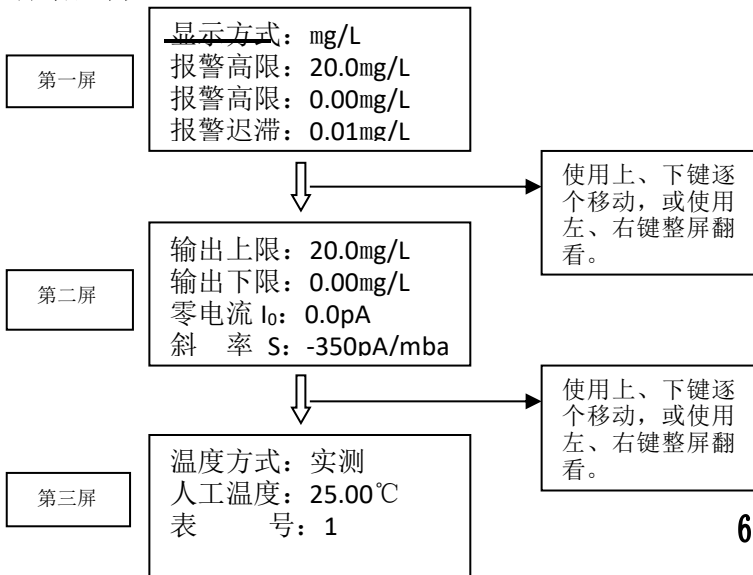 第一屏
显示方式：mg/L
报警高限：20.0mg/L
报警高限：0.00mg/L
报警迟滞：0.01mg/L
使用上、下键逐
个移动，或使用
左、右键整屏翻
看。
第二屏
输出上限：20.0mg/L
输出下限：0.00mg/L
零电流 I₀：0.0pA
斜　率 S：-350pA/mba
使用上、下键逐
个移动，或使用
左、右键整屏翻
看。
第三屏
温度方式：实测
人工温度：25.00℃
表　　号：1
6